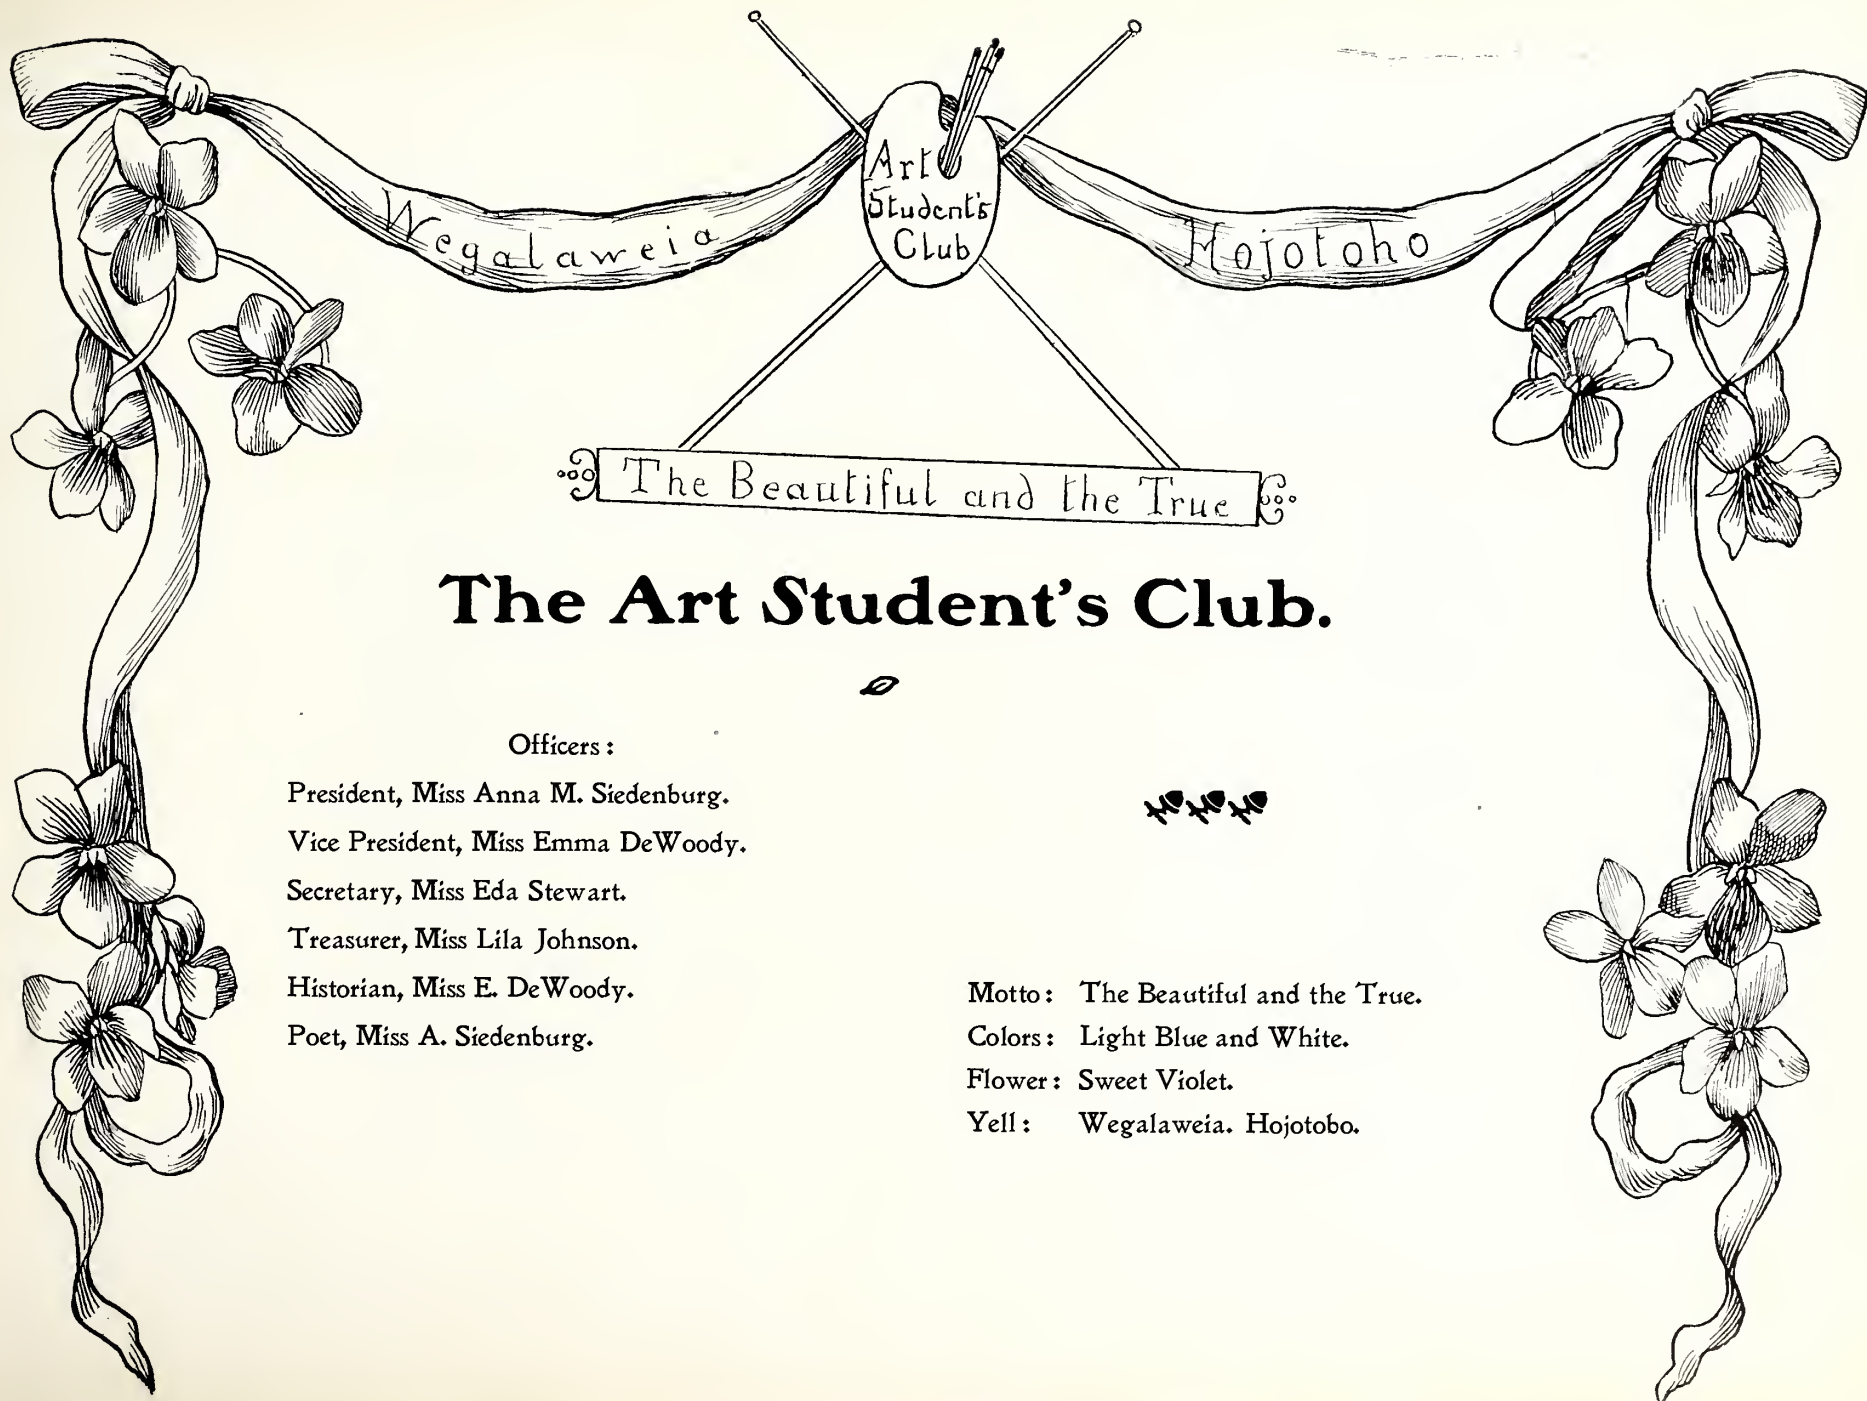 Wegalaweia
Art
Student's
Club
Hojotoho
The Beautiful and the True
The Art Student's Club.
Officers:
President, Miss Anna M. Siedenburg.
Vice President, Miss Emma DeWoody.
Secretary, Miss Eda Stewart.
Treasurer, Miss Lila Johnson.
Historian, Miss E. DeWoody.
Poet, Miss A. Siedenburg.
Motto: The Beautiful and the True.
Colors: Light Blue and White.
Flower: Sweet Violet.
Yell: Wegalaweia. Hojotobo.